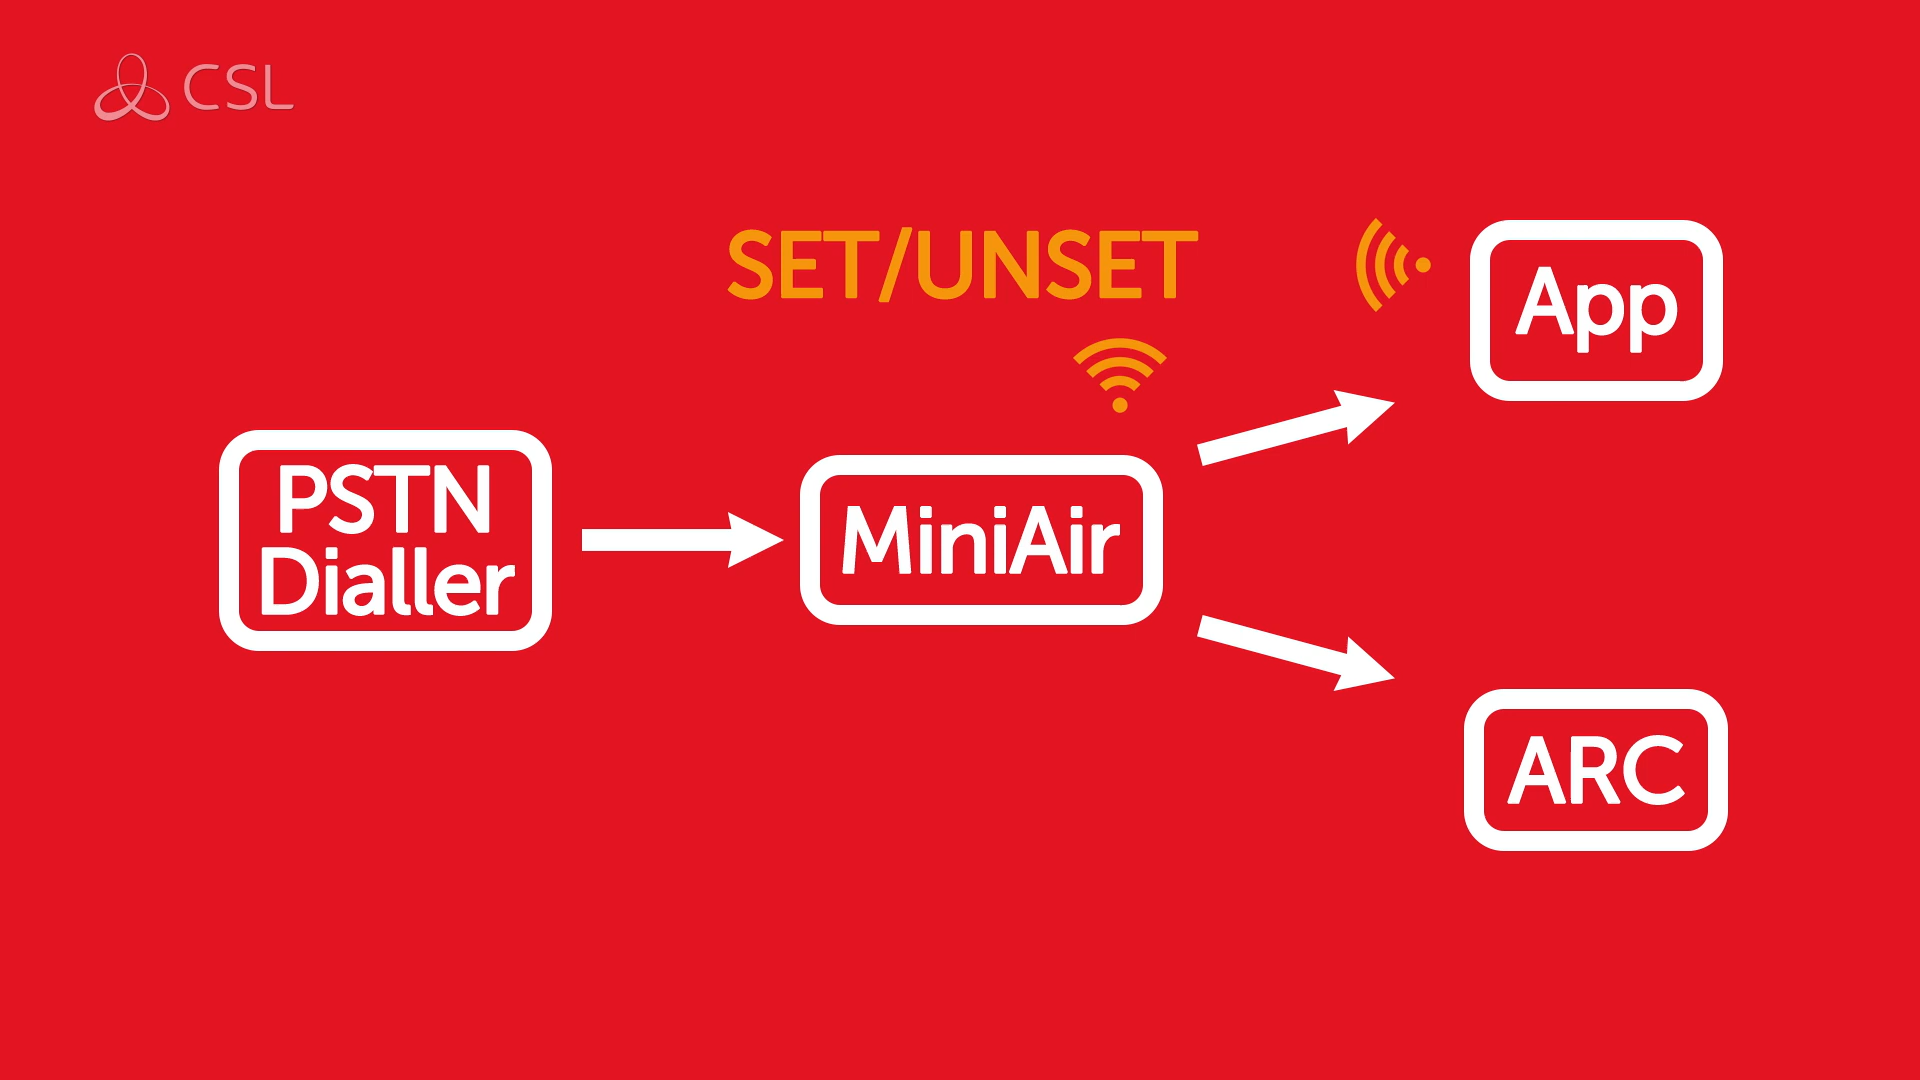 CSL
SET/UNSET
App
PSTN
Dialler
MiniAir
ARC